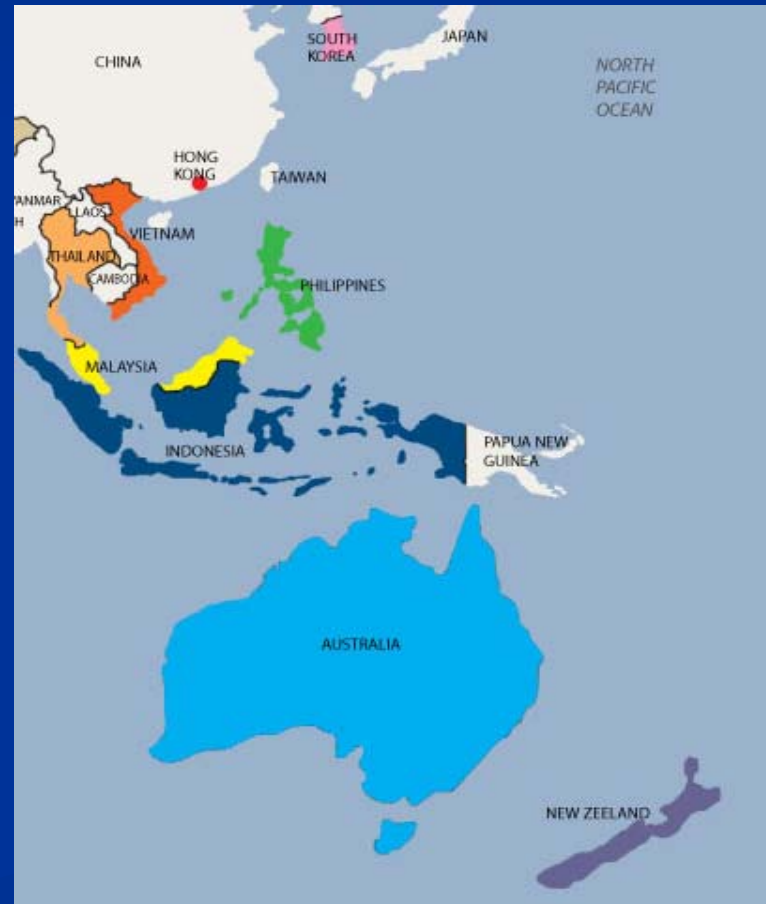 CHINA
SOUTH
KOREA
JAPAN
NORTH
PACIFIC
OCEAN
HONG
KONG
TAIWAN
YANMAR
LAOS
H
VIETNAM
THAILAND
CAMBODIA
PHILIPPINES
MALAYSIA
INDONESIA
PAPUA NEW
GUINEA
AUSTRALIA
NEW ZEELAND